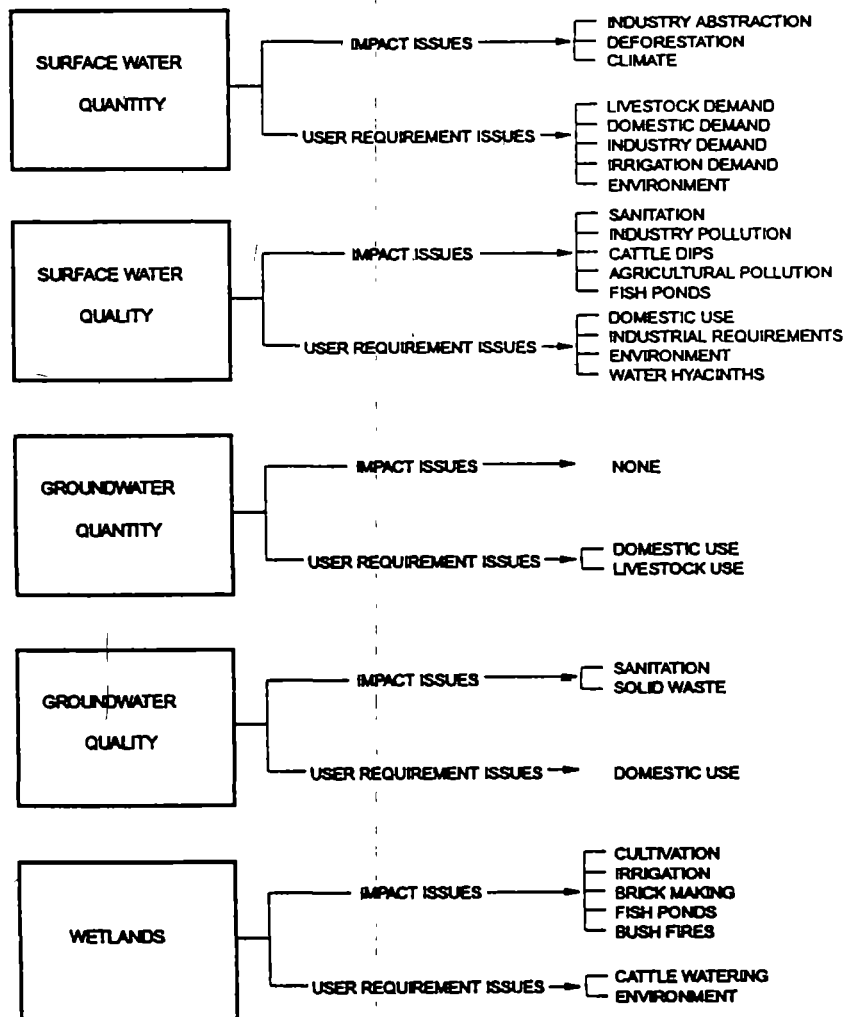 SURFACE WATER
QUANTITY
IMPACT ISSUES
INDUSTRY ABSTRACTION
DEFORESTATION
CLIMATE
USER REQUIREMENT ISSUES
LIVESTOCK DEMAND
DOMESTIC DEMAND
INDUSTRY DEMAND
IRRIGATION DEMAND
ENVIRONMENT
SURFACE WATER
QUALITY
IMPACT ISSUES
SANITATION
INDUSTRY POLLUTION
CATTLE DIPS
AGRICULTURAL POLLUTION
FISH PONDS
USER REQUIREMENT ISSUES
DOMESTIC USE
INDUSTRIAL REQUIREMENTS
ENVIRONMENT
WATER HYACINTHS
GROUNDWATER
QUANTITY
IMPACT ISSUES
NONE
USER REQUIREMENT ISSUES
DOMESTIC USE
LIVESTOCK USE
GROUNDWATER
QUALITY
IMPACT ISSUES
SANITATION
SOLID WASTE
USER REQUIREMENT ISSUES
DOMESTIC USE
WETLANDS
IMPACT ISSUES
CULTIVATION
IRRIGATION
BRICK MAKING
FISH PONDS
BUSH FIRES
USER REQUIREMENT ISSUES
CATTLE WATERING
ENVIRONMENT